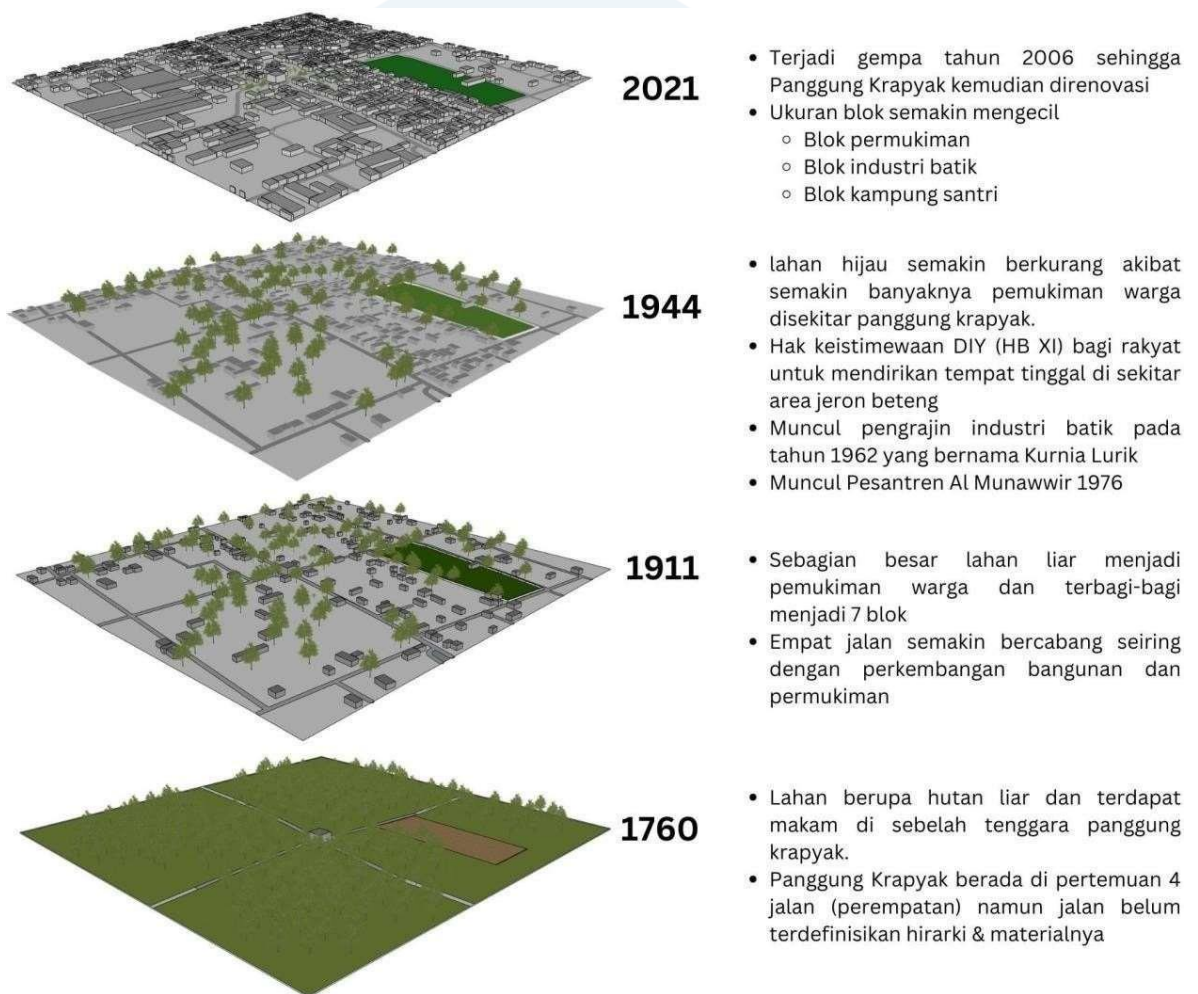 2021
• Terjadi gempa tahun 2006 sehingga
Panggung Krapyak kemudian direnovasi
• Ukuran blok semakin mengecil
○ Blok permukiman
○ Blok industri batik
○ Blok kampung santri
1944
• lahan hijau semakin berkurang akibat
semakin banyaknya pemukiman warga
disekitar panggung krapyak.
• Hak keistimewaan DIY (HB XI) bagi rakyat
untuk mendirikan tempat tinggal di sekitar
area jeron beteng
• Muncul pengrajin industri batik pada
tahun 1962 yang bernama Kurnia Lurik
• Muncul Pesantren Al Munawwir 1976
1911
• Sebagian besar lahan liar menjadi
pemukiman warga dan terbagi-bagi
menjadi 7 blok
• Empat jalan semakin bercabang seiring
dengan perkembangan bangunan dan
permukiman
1760
• Lahan berupa hutan liar dan terdapat
makam di sebelah tenggara panggung
krapyak.
• Panggung Krapyak berada di pertemuan 4
jalan (perempatan) namun jalan belum
terdefinisikan hirarki & materialnya